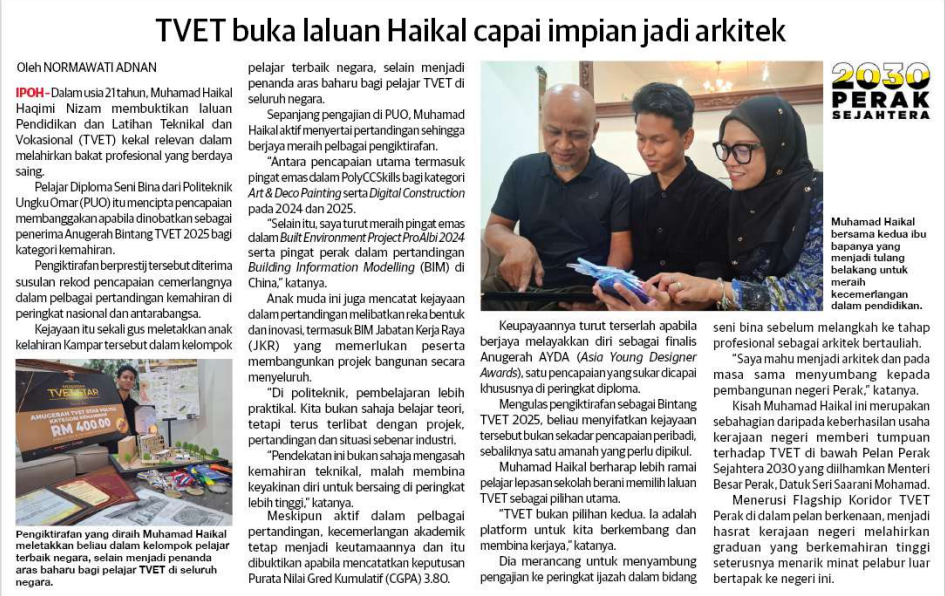 TVET buka laluan Haikal capai impian jadi arkitek
Oleh NORMAWATI ADNAN
IPOH - Dalam usia 21 tahun, Muhamad Haikal
Haqimi Nizam membuktikan laluan
Pendidikan dan Latihan Teknikal dan
Vokasional (TVET) kekal relevan dalam
melahirkan bakat profesional yang berdaya
saing.
Pelajar Diploma Seni Bina dari Politeknik
Ungku Omar (PUO) itu mencipta pencapaian
membanggakan apabila dinobatkan sebagai
penerima Anugerah Bintang TVET 2025 bagi
kategori kemahiran.
Pengiktirafan berprestij tersebut diterima
susulan rekod pencapaian cemerlangnya
dalam pelbagai pertandingan kemahiran di
peringkat nasional dan antarabangsa.
Kejayaan itu sekali gus meletakkan anak
kelahiran Kampar tersebut dalam kelompok
TVET STAR
ANUGERAH TVET STAR
RM 400.00
Pengiktirafan yang diraih Muhamad Haikal
meletakkan beliau dalam kelompok pelajar
terbaik negara, selain menjadi penanda
aras baharu bagi pelajar TVET di seluruh
negara.
pelajar terbaik negara, selain menjadi
penanda aras baharu bagi pelajar TVET di
seluruh negara.
Sepanjang pengajian di PUO, Muhamad
Haikal aktif menyertai pertandingan sehingga
berjaya meraih pelbagai pengiktirafan.
"Antara pencapaian utama termasuk
pingat emas dalam PolyCCSkills bagi kategori
Art & Deco Painting serta Digital Construction
pada 2024 dan 2025.
"Selain itu, saya turut meraih pingat emas
dalam Built Environment Project ProAlbi 2024
serta pingat perak dalam pertandingan
Building Information Modelling (BIM) di
China," katanya.
Anak muda ini juga mencatat kejayaan
dalam pertandingan melibatkan reka bentuk
dan inovasi, termasuk BIM Jabatan Kerja Raya
(JKR) yang memerlukan peserta
membangunkan projek bangunan secara
menyeluruh.
"Di politeknik, pembelajaran lebih
praktikal. Kita bukan sahaja belajar teori,
tetapi terus terlibat dengan projek,
pertandingan dan situasi sebenar industri.
"Pendekatan ini bukan sahaja mengasah
kemahiran teknikal, malah membina
keyakinan diri untuk bersaing di peringkat
lebih tinggi," katanya.
Meskipun aktif dalam pelbagai
pertandingan, kecemerlangan akademik
tetap menjadi keutamaannya dan itu
dibuktikan apabila mencatatkan keputusan
Purata Nilai Gred Kumulatif (CGPA) 3.80.
2030
PERAK
SEJAHTERA
Muhamad Haikal
bersama kedua ibu
bapanya yang
menjadi tulang
belakang untuk
meraih
kecemerlangan
dalam pendidikan.
Keupayaannya turut terserlah apabila
berjaya melayakkan diri sebagai finalis
Anugerah AYDA (Asia Young Designer
Awards), satu pencapaian yang sukar dicapai
khususnya di peringkat diploma.
Mengulas pengiktirafan sebagai Bintang
TVET 2025, beliau menyifatkan kejayaan
tersebut bukan sekadar pencapaian peribadi,
sebaliknya satu amanah yang perlu dipikul.
Muhamad Haikal berharap lebih ramai
pelajar lepasan sekolah berani memilih laluan
TVET sebagai pilihan utama.
"TVET bukan pilihan kedua. Ia adalah
platform untuk kita berkembang dan
membina kerjaya," katanya.
Dia merancang untuk menyambung
pengajian ke peringkat ijazah dalam bidang
seni bina sebelum melangkah ke tahap
profesional sebagai arkitek bertauliah.
"Saya mahu menjadi arkitek dan pada
masa sama menyumbang kepada
pembangunan negeri Perak," katanya.
Kisah Muhamad Haikal ini merupakan
sebahagian daripada keberhasilan usaha
kerajaan negeri memberi tumpuan
terhadap TVET di bawah Pelan Perak
Sejahtera 2030 yang diilhamkan Menteri
Besar Perak, Datuk Seri Saarani Mohamad.
Menerusi Flagship Koridor TVET
Perak di dalam pelan berkenaan, menjadi
hasrat kerajaan negeri melahirkan
graduan yang berkemahiran tinggi
seterusnya menarik minat pelabur luar
bertapak ke negeri ini.